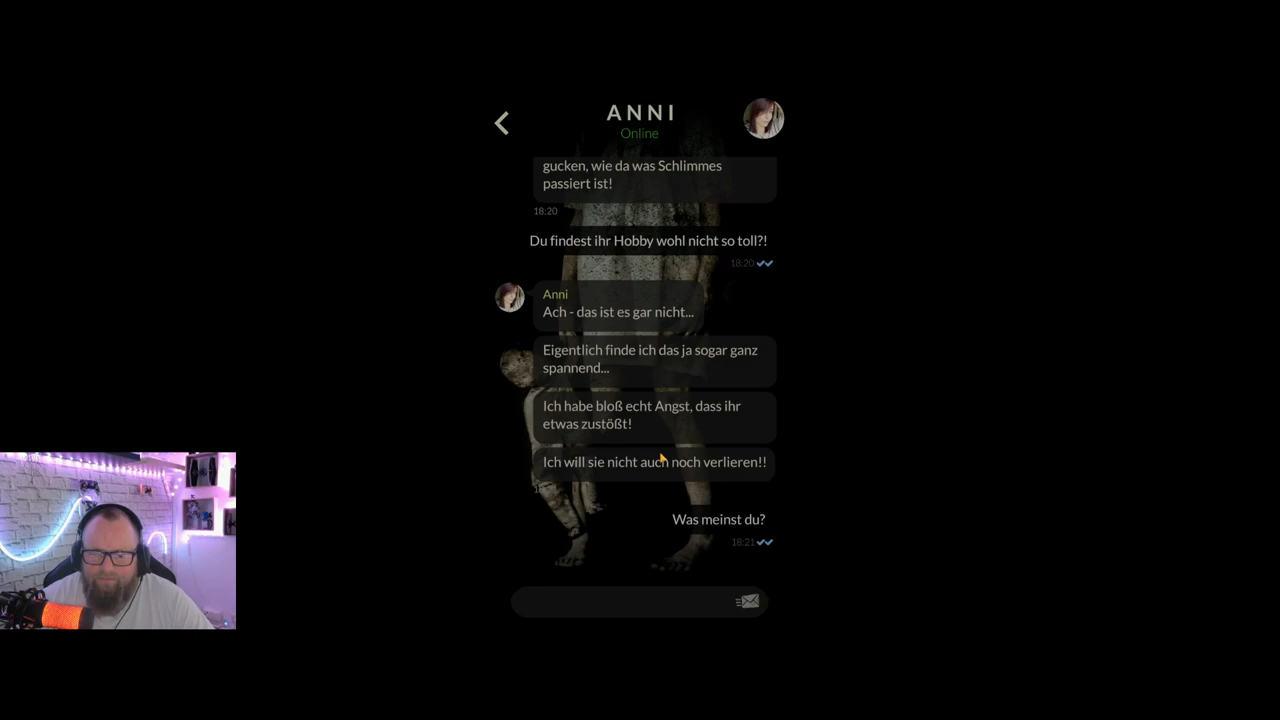 ANNI
Online
gucken, wie da was Schlimmes
passiert ist!
18:20
Du findest ihr Hobby wohl nicht so toll?!
18:20
Anni
Ach - das ist es gar nicht...
Eigentlich finde ich das ja sogar ganz
spannend...
Ich habe bloß echt Angst, dass ihr
etwas zustößt!
Ich will sie nicht auch noch verlieren!!
Was meinst du?
18:21